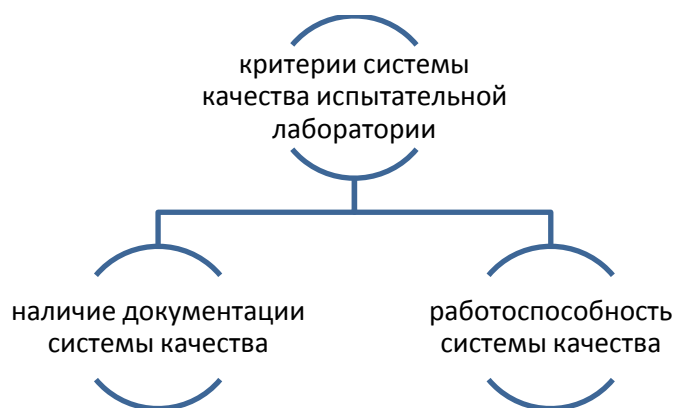 критерии системы
качества испытательной
лаборатории
наличие документации
системы качества
работоспособность
системы качества